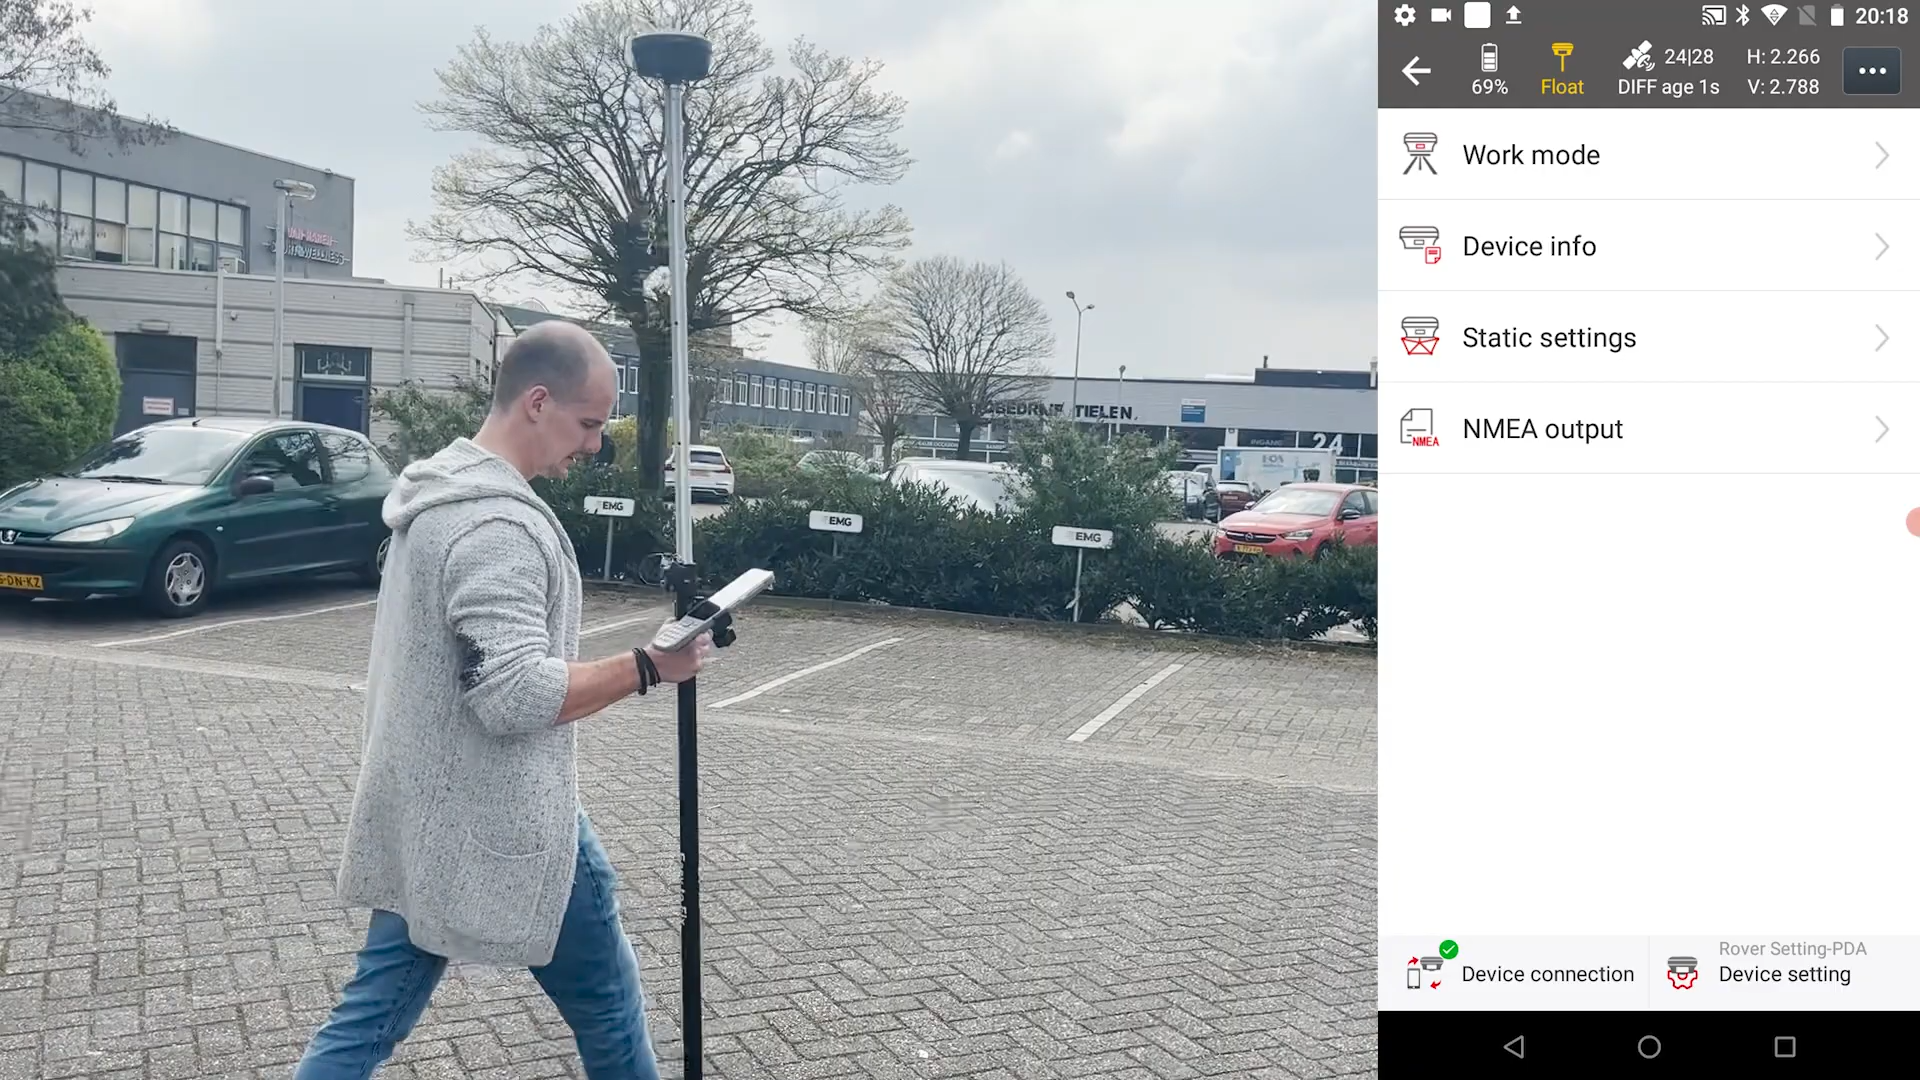 20:18
69%
Float
24|28
DIFF age 1s
H: 2.266
V: 2.788
Work mode
Device info
Static settings
NMEA
NMEA output
Device connection
Rover Setting-PDA
Device setting
EMG
EMG
EMG
TIELEN
INGANG
24